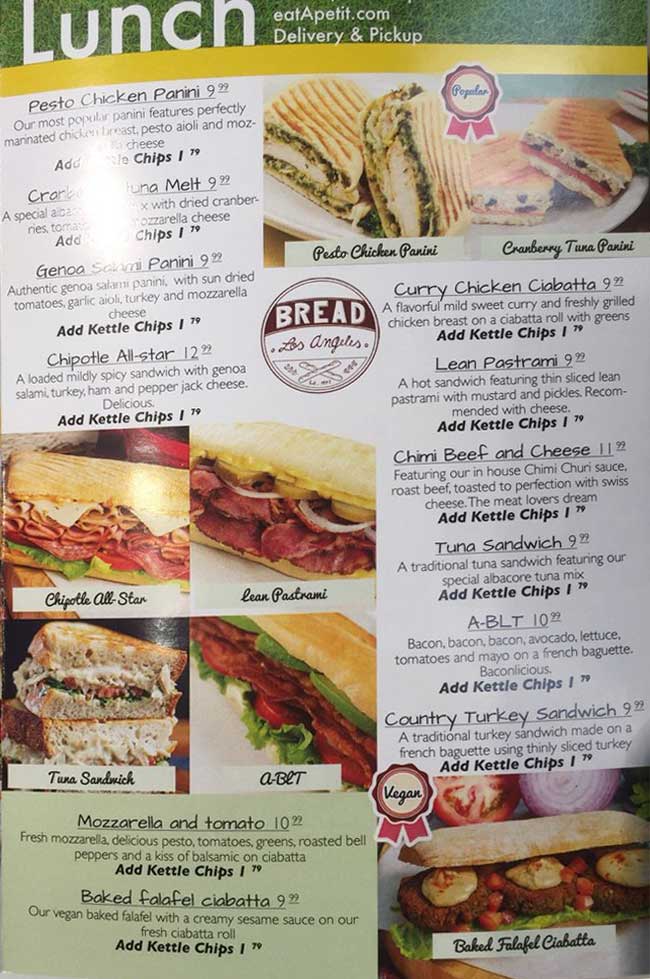 Lunch
eatApetit.com
Delivery & Pickup
Pesto Chicken Panini 9 99
Our most popular panini features perfectly
marinated chicken breast, pesto aioli and moz-
cheese
Add Kettle Chips 1 79
Tuna Melt 9 99
A special with dried cranber-
ries, mozzarella cheese
Add Chips 1 79
Genoa Salami Panini 9 99
Authentic genoa salami panini, with sun dried
tomatoes, garlic aioli, turkey and mozzarella
cheese
Add Kettle Chips 1 79
Chipotle All-star 12 99
A loaded mildly spicy sandwich with genoa
salami, turkey, ham and pepper jack cheese.
Delicious.
Add Kettle Chips 1 79
Popular
Pesto Chicken Panini
Cranberry Tuna Panini
BREAD
Los Angeles
Curry Chicken Ciabatta 9 99
A flavorful mild sweet curry and freshly grilled
chicken breast on a ciabatta roll with greens
Add Kettle Chips 1 79
Lean Pastrami 9 99
A hot sandwich featuring thin sliced lean
pastrami with mustard and pickles. Recom-
mended with cheese.
Add Kettle Chips 1 79
Chimi Beef and Cheese 11 99
Featuring our in house Chimi Churi sauce,
roast beef, toasted to perfection with swiss
cheese. The meat lovers dream
Add Kettle Chips 1 79
Tuna Sandwich 9 99
A traditional tuna sandwich featuring our
special albacore tuna mix
Add Kettle Chips 1 79
A-BLT 10 99
Bacon, bacon, bacon, avocado, lettuce,
tomatoes and mayo on a french baguette.
Baconlicious.
Add Kettle Chips 1 79
Country Turkey Sandwich 9 99
A traditional turkey sandwich made on a
french baguette using thinly sliced turkey
Add Kettle Chips 1 79
Chipotle All-Star
Lean Pastrami
Tuna Sandwich
A-BLT
Mozzarella and tomato 10 99
Fresh mozzarella, delicious pesto, tomatoes, greens, roasted bell
peppers and a kiss of balsamic on ciabatta
Add Kettle Chips 1 79
Baked falafel ciabatta 9 99
Our vegan baked falafel with a creamy sesame sauce on our
fresh ciabatta roll
Add Kettle Chips 1 79
Vegan
Baked Falafel Ciabatta